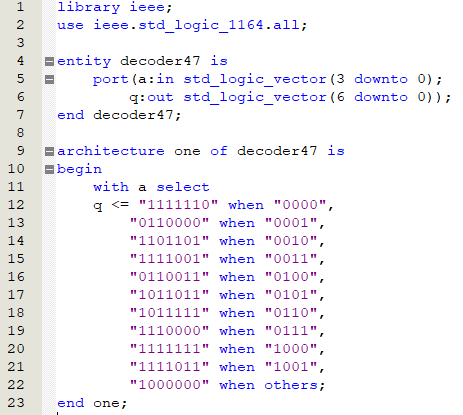 1 library ieee;
2 use ieee.std_logic_1164.all;
3
4 entity decoder47 is
5 port(a:in std_logic_vector(3 downto 0);
6 q:out std_logic_vector(6 downto 0));
7 end decoder47;
8
9 architecture one of decoder47 is
10 begin
11 with a select
12 q <= "1111110" when "0000",
13 "0110000" when "0001",
14 "1101101" when "0010",
15 "1111001" when "0011",
16 "0110011" when "0100",
17 "1011011" when "0101",
18 "1011111" when "0110",
19 "1110000" when "0111",
20 "1111111" when "1000",
21 "1111011" when "1001",
22 "1000000" when others;
23 end one;